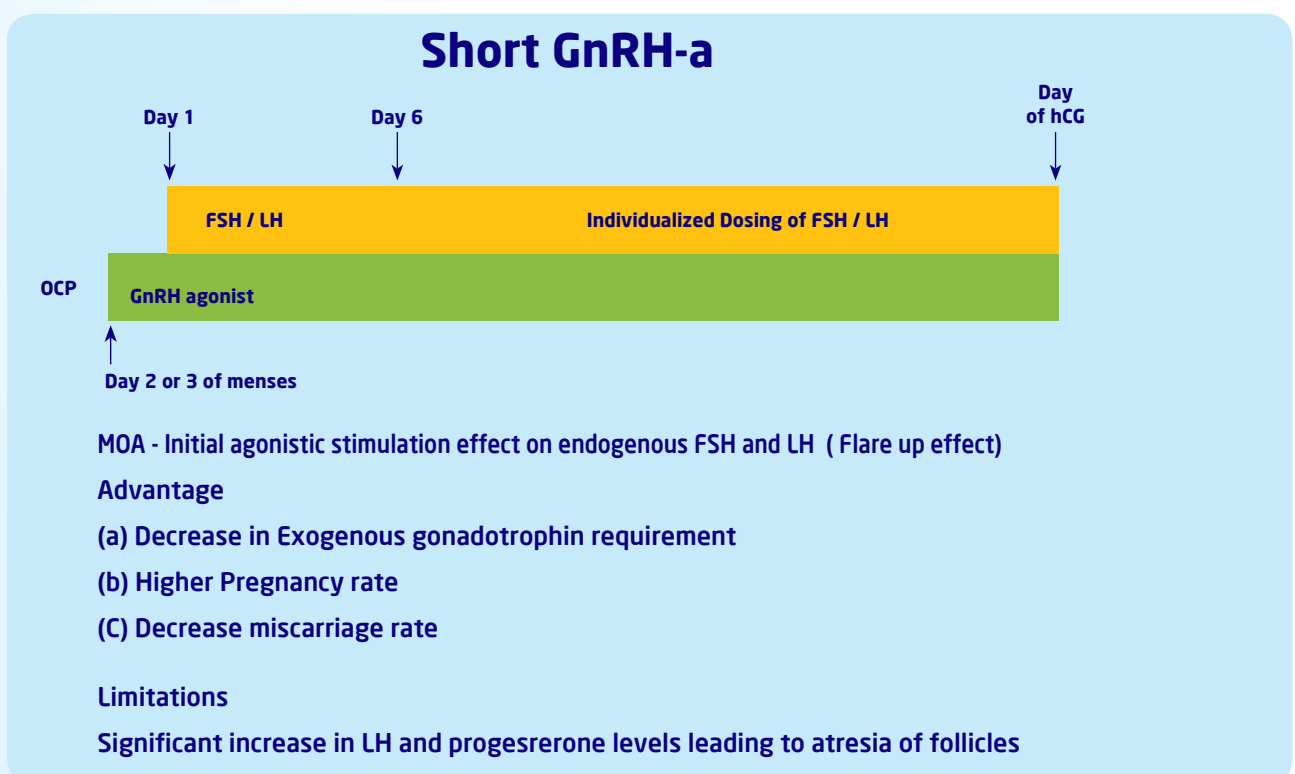 Short GnRH-a
Day 1
Day 6
Day
of hCG
FSH / LH
Individualized Dosing of FSH / LH
OCP
GnRH agonist
Day 2 or 3 of menses
MOA - Initial agonistic stimulation effect on endogenous FSH and LH ( Flare up effect)
Advantage
(a) Decrease in Exogenous gonadotrophin requirement
(b) Higher Pregnancy rate
(C) Decrease miscarriage rate
Limitations
Significant increase in LH and progesrerone levels leading to atresia of follicles